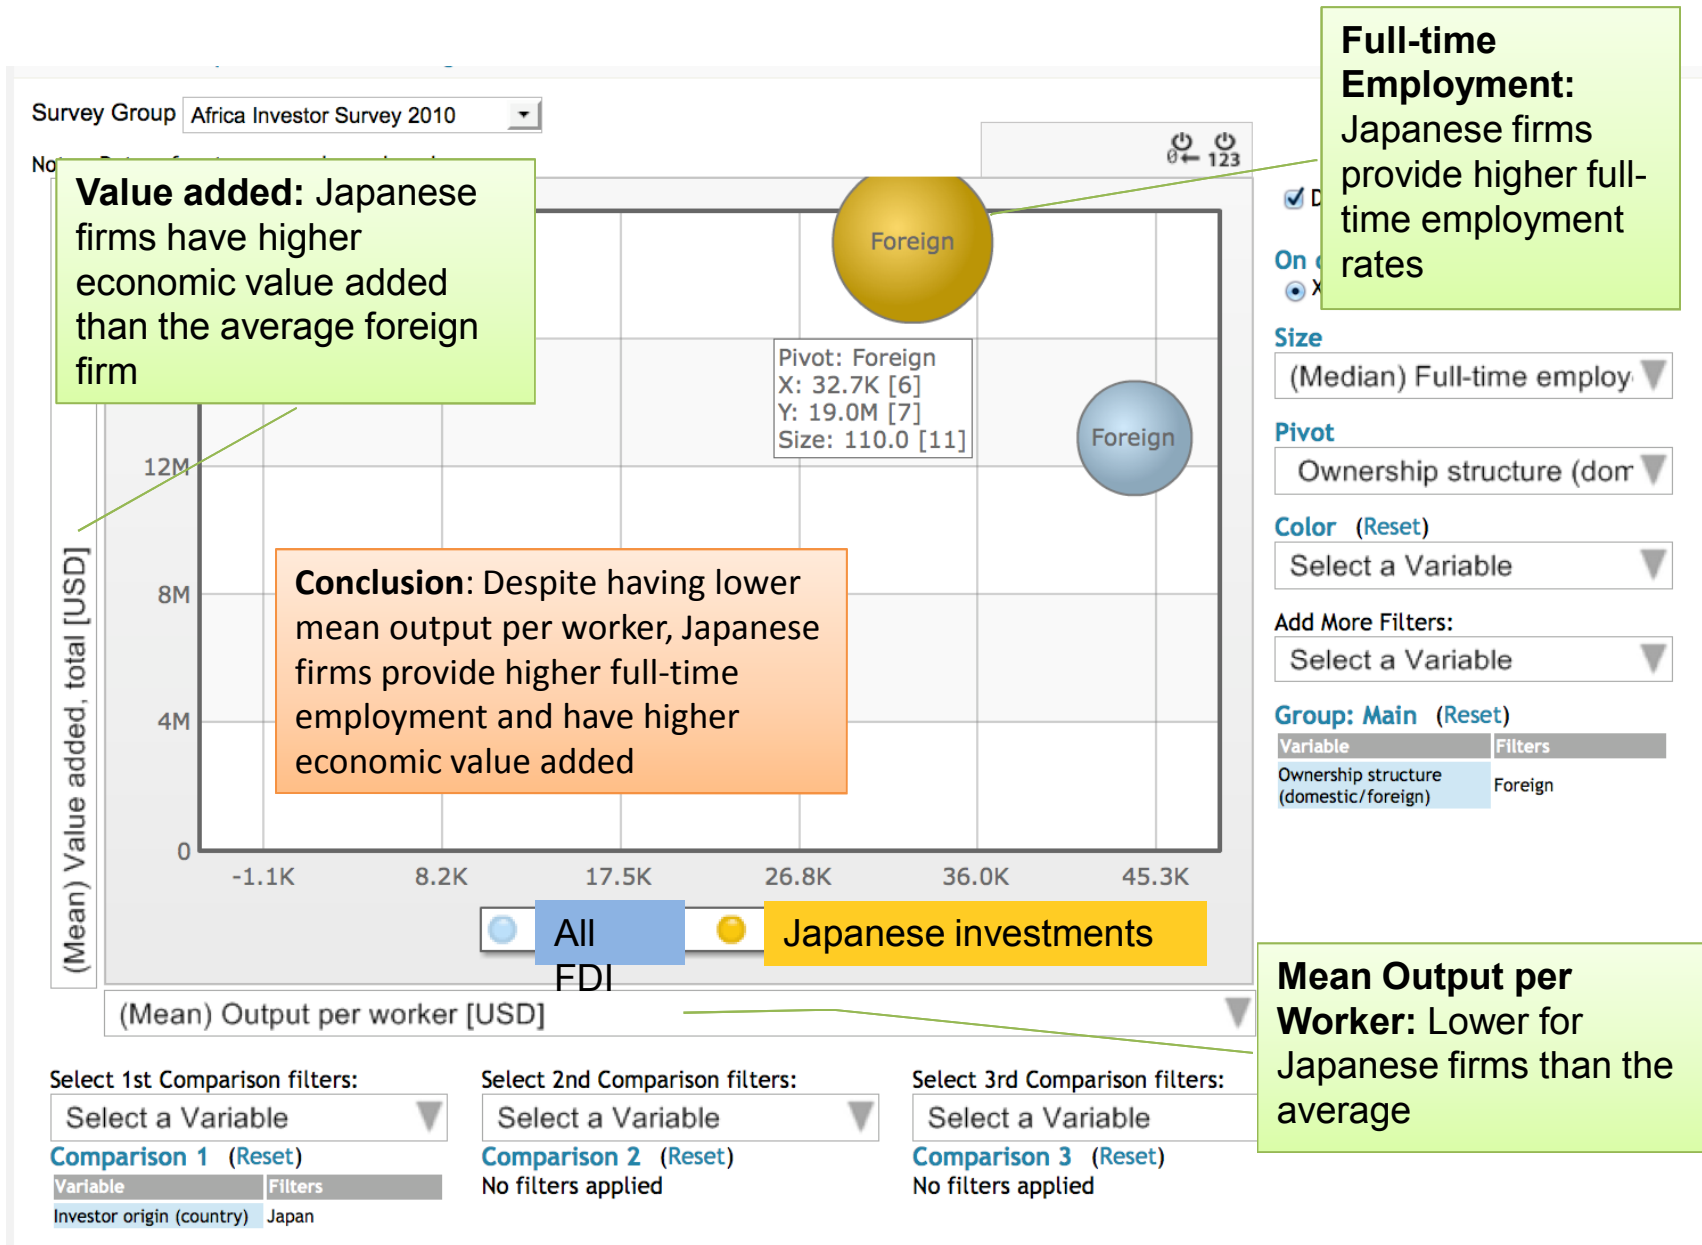 Full-time
Employment:
Japanese firms
provide higher full-
time employment
rates
Survey Group Africa Investor Survey 2010
0 123
Value added: Japanese
firms have higher
economic value added
than the average foreign
firm
Foreign
Pivot: Foreign
X: 32.7K [6]
Y: 19.0M [7]
Size: 110.0 [11]
Foreign
12M
8M
4M
0
(Mean) Value added, total [USD]
Conclusion: Despite having lower
mean output per worker, Japanese
firms provide higher full-time
employment and have higher
economic value added
-1.1K 8.2K 17.5K 26.8K 36.0K 45.3K
All
FDI
Japanese investments
(Mean) Output per worker [USD]
On
X
Size
(Median) Full-time employ
Pivot
Ownership structure (dom
Color (Reset)
Select a Variable
Add More Filters:
Select a Variable
Group: Main (Reset)
Variable Filters
Ownership structure
(domestic/foreign)
Foreign
Mean Output per
Worker: Lower for
Japanese firms than the
average
Select 1st Comparison filters:
Select a Variable
Comparison 1 (Reset)
Variable Filters
Investor origin (country) Japan
Select 2nd Comparison filters:
Select a Variable
Comparison 2 (Reset)
No filters applied
Select 3rd Comparison filters:
Select a Variable
Comparison 3 (Reset)
No filters applied